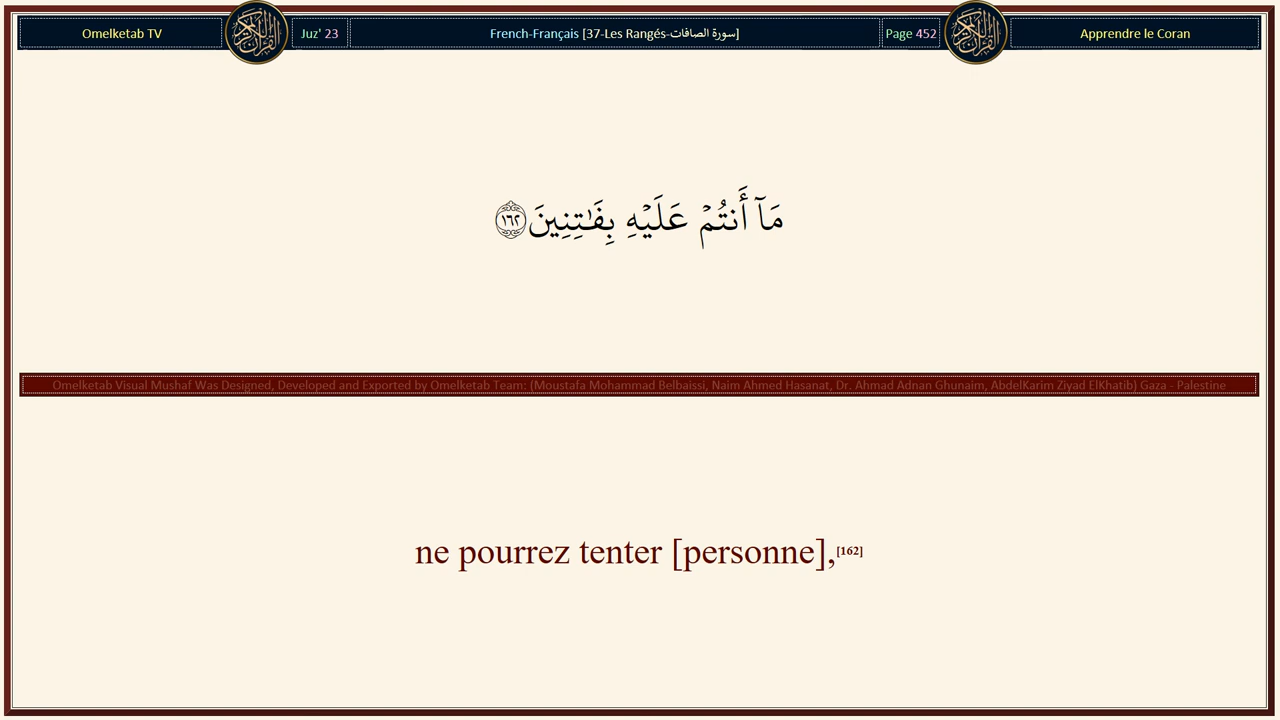 Omelketab TV
Juz' 23
French-Français [37-Les Rangés-سورة الصافات]
Page 452
Apprendre le Coran
مَآ أَنتُمۡ عَلَيۡهِ بِفَٰتِنِينَ ١٦٢
Omelketab Visual Mushaf Was Designed, Developed and Exported by Omelketab Team: (Moustafa Mohammad Belbaissi, Naim Ahmed Hasanat, Dr. Ahmad Adnan Ghunaim, AbdelKarim Ziyad ElKhatib) Gaza - Palestine
ne pourrez tenter [personne],[162]